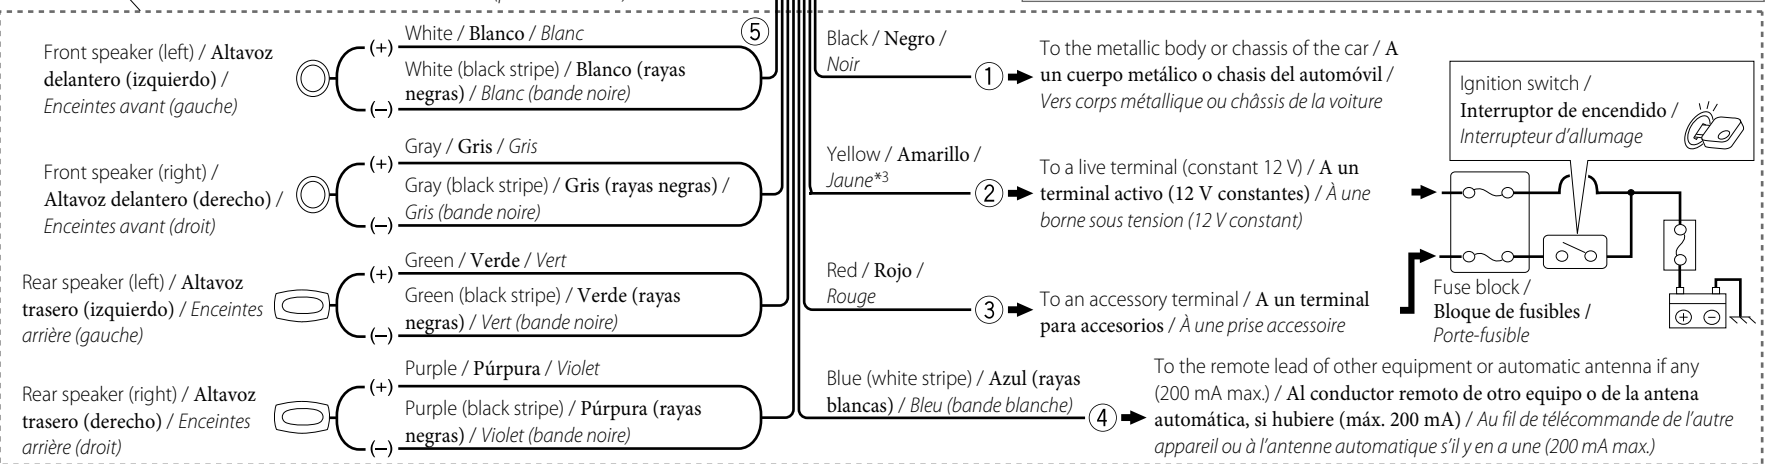 Front speaker (left) / Altavoz
delantero (izquierdo) /
Enceintes avant (gauche)
(+)
White / Blanco / Blanc
White (black stripe) / Blanco (rayas
negras) / Blanc (bande noire)
(–)
5
Front speaker (right) /
Altavoz delantero (derecho) /
Enceintes avant (droit)
(+)
Gray / Gris / Gris
Gray (black stripe) / Gris (rayas negras) /
Gris (bande noire)
(–)
Rear speaker (left) / Altavoz
trasero (izquierdo) / Enceintes
arrière (gauche)
(+)
Green / Verde / Vert
Green (black stripe) / Verde (rayas
negras) / Vert (bande noire)
(–)
Rear speaker (right) / Altavoz
trasero (derecho) / Enceintes
arrière (droit)
(+)
Purple / Púrpura / Violet
Purple (black stripe) / Púrpura (rayas
negras) / Violet (bande noire)
(–)
Black / Negro /
Noir
1
To the metallic body or chassis of the car / A
un cuerpo metálico o chasis del automóvil /
Vers corps métallique ou châssis de la voiture
Yellow / Amarillo /
Jaune*3
2
To a live terminal (constant 12 V) / A un
terminal activo (12 V constantes) / À une
borne sous tension (12 V constant)
Red / Rojo /
Rouge
3
To an accessory terminal / A un terminal
para accesorios / À une prise accessoire
Blue (white stripe) / Azul (rayas
blancas) / Bleu (bande blanche)
4
To the remote lead of other equipment or automatic antenna if any
(200 mA max.) / Al conductor remoto de otro equipo o de la antena
automática, si hubiere (máx. 200 mA) / Au fil de télécommande de l'autre
appareil ou à l'antenne automatique s'il y en a une (200 mA max.)
Ignition switch /
Interruptor de encendido /
Interrupteur d'allumage
Fuse block /
Bloque de fusibles /
Porte-fusible
+ –